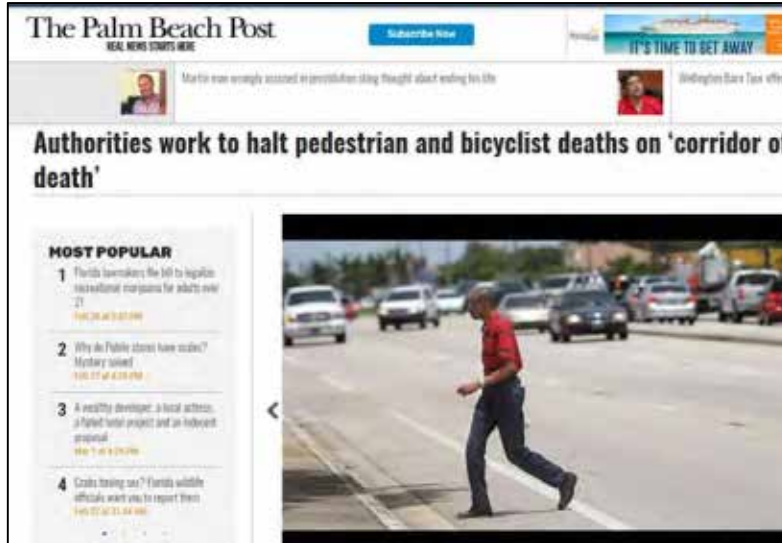 The Palm Beach Post
REAL NEWS STARTS HERE
Subscribe Now
IT'S TIME TO GET AWAY
Martin man wrongly accused in prostitution sting thought about ending his life
Wellington
Authorities work to halt pedestrian and bicyclist deaths on ‘corridor o
death’
MOST POPULAR
1 Florida lawmakers file bill to legalize
recreational marijuana for adults over
21
2 Why do Publix stores have scales?
Mystery solved
3 A wealthy developer, a local actress,
a failed hotel project and an indecent
proposal
4 Crabs having sex? Florida wildlife
officials want you to report them